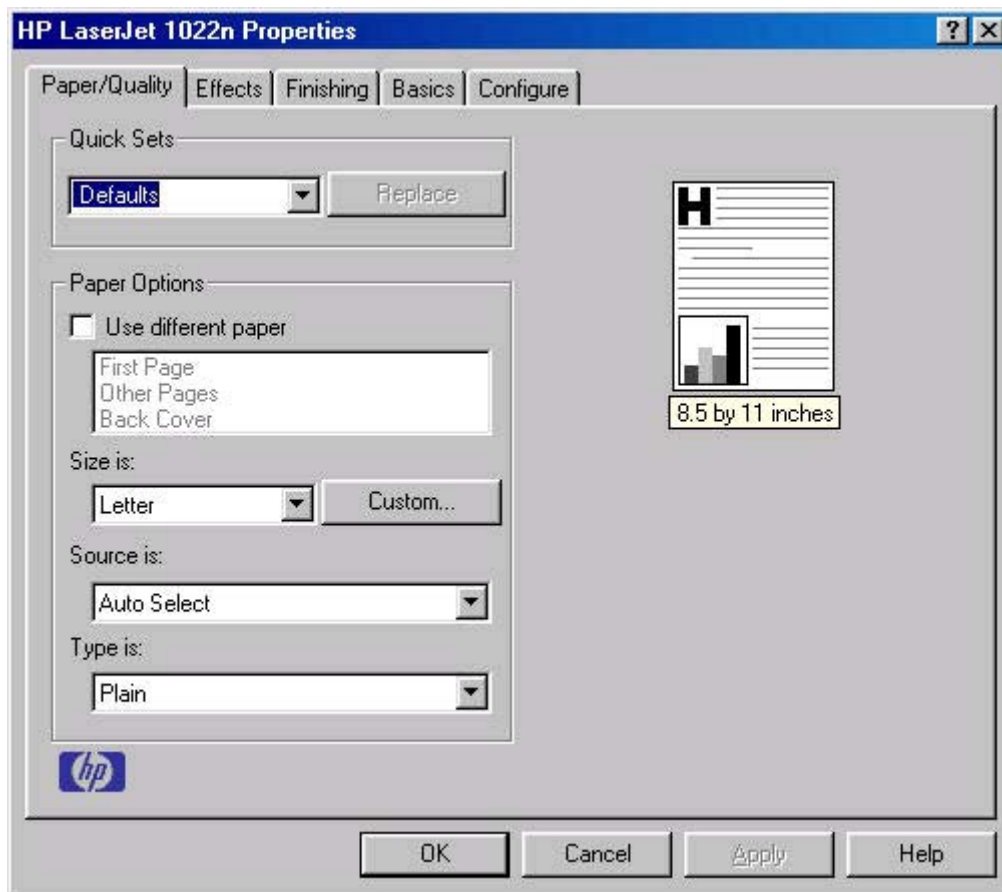 HP LaserJet 1022n Properties
Paper/Quality Effects Finishing Basics Configure
Quick Sets
Defaults Replace
Paper Options
Use different paper
First Page
Other Pages
Back Cover
Size is:
Letter Custom...
Source is:
Auto Select
Type is:
Plain
H
8.5 by 11 inches
hp
OK Cancel Apply Help